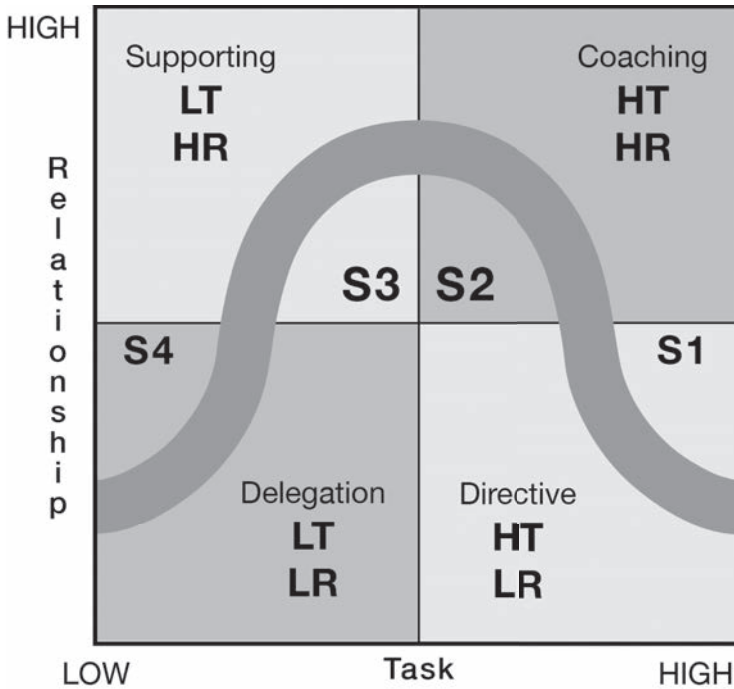 HIGH
Supporting
LT
HR
Coaching
HT
HR
Relationship
S3
S2
S4
S1
Delegation
LT
LR
Directive
HT
LR
LOW
Task
HIGH